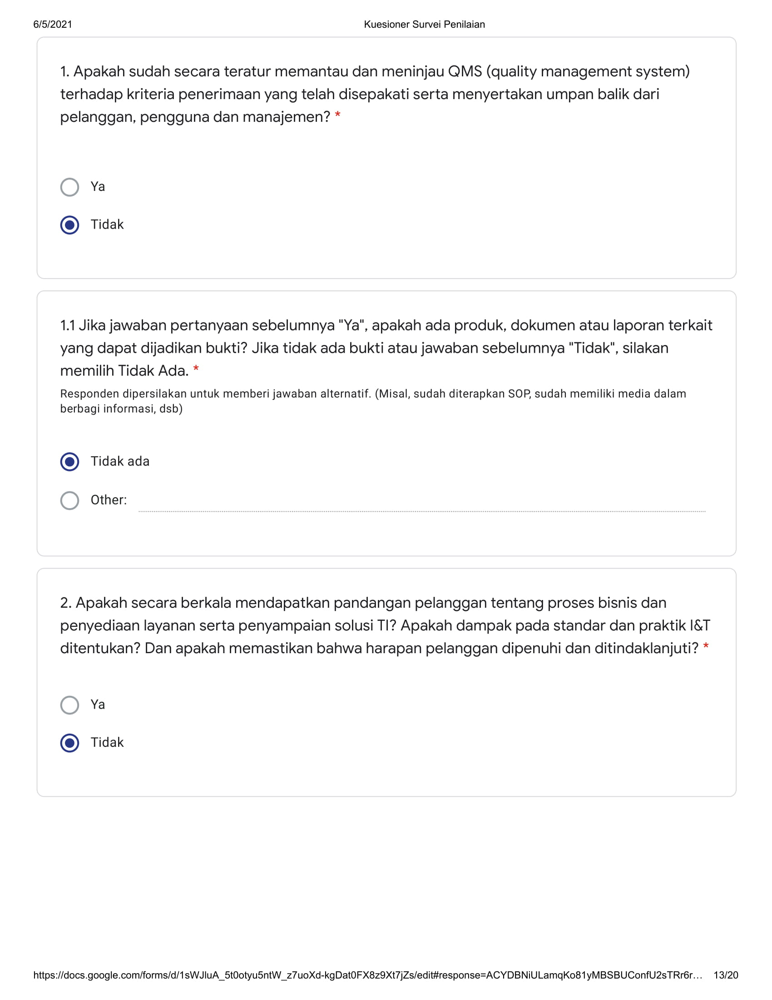 6/5/2021 Kuesioner Survei Penilaian
1. Apakah sudah secara teratur memantau dan meninjau QMS (quality management system)
terhadap kriteria penerimaan yang telah disepakati serta menyertakan umpan balik dari
pelanggan, pengguna dan manajemen? *
Ya
Tidak
1.1 Jika jawaban pertanyaan sebelumnya "Ya", apakah ada produk, dokumen atau laporan terkait
yang dapat dijadikan bukti? Jika tidak ada bukti atau jawaban sebelumnya "Tidak", silakan
memilih Tidak Ada. *
Responden dipersilakan untuk memberi jawaban alternatif. (Misal, sudah diterapkan SOP, sudah memiliki media dalam
berbagi informasi, dsb)
Tidak ada
Other:
2. Apakah secara berkala mendapatkan pandangan pelanggan tentang proses bisnis dan
penyediaan layanan serta penyampaian solusi TI? Apakah dampak pada standar dan praktik I&T
ditentukan? Dan apakah memastikan bahwa harapan pelanggan dipenuhi dan ditindaklanjuti? *
Ya
Tidak
https://docs.google.com/forms/d/1sWJIuA_5t0otyu5ntW_z7uoXd-kgDat0FX8z9Xt7jZs/edit#response=ACYDBNiULamqKo81yMBSBUConfU2sTRr6r… 13/20